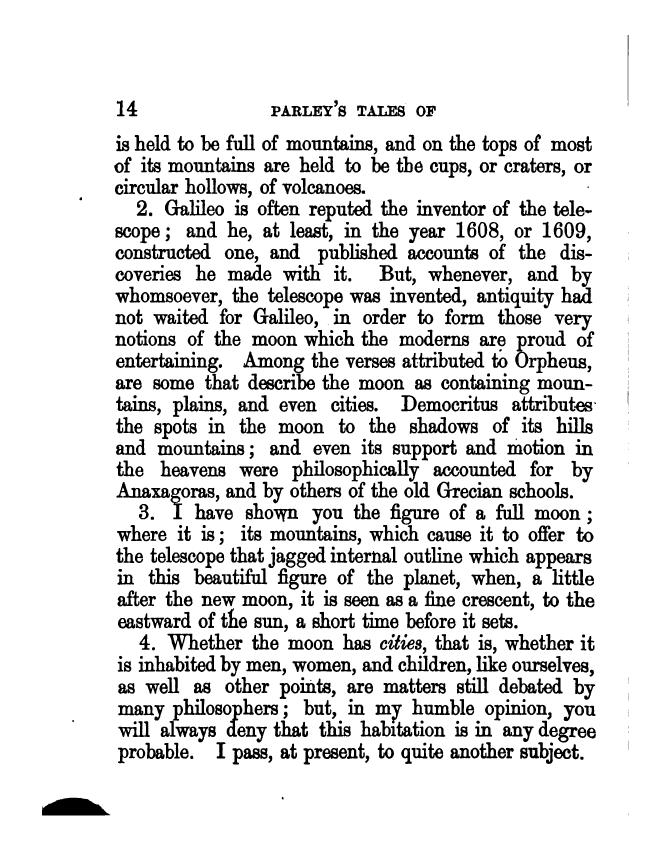 14 PARLEY'S TALES OF
is held to be full of mountains, and on the tops of most
of its mountains are held to be the cups, or craters, or
circular hollows, of volcanoes.
2. Galileo is often reputed the inventor of the tele-
scope; and he, at least, in the year 1608, or 1609,
constructed one, and published accounts of the dis-
coveries he made with it. But, whenever, and by
whomsoever, the telescope was invented, antiquity had
not waited for Galileo, in order to form those very
notions of the moon which the moderns are proud of
entertaining. Among the verses attributed to Orpheus,
are some that describe the moon as containing moun-
tains, plains, and even cities. Democritus attributes
the spots in the moon to the shadows of its hills
and mountains; and even its support and motion in
the heavens were philosophically accounted for by
Anaxagoras, and by others of the old Grecian schools.
3. I have shown you the figure of a full moon;
where it is; its mountains, which cause it to offer to
the telescope that jagged internal outline which appears
in this beautiful figure of the planet, when, a little
after the new moon, it is seen as a fine crescent, to the
eastward of the sun, a short time before it sets.
4. Whether the moon has cities, that is, whether it
is inhabited by men, women, and children, like ourselves,
as well as other points, are matters still debated by
many philosophers; but, in my humble opinion, you
will always deny that this habitation is in any degree
probable. I pass, at present, to quite another subject.